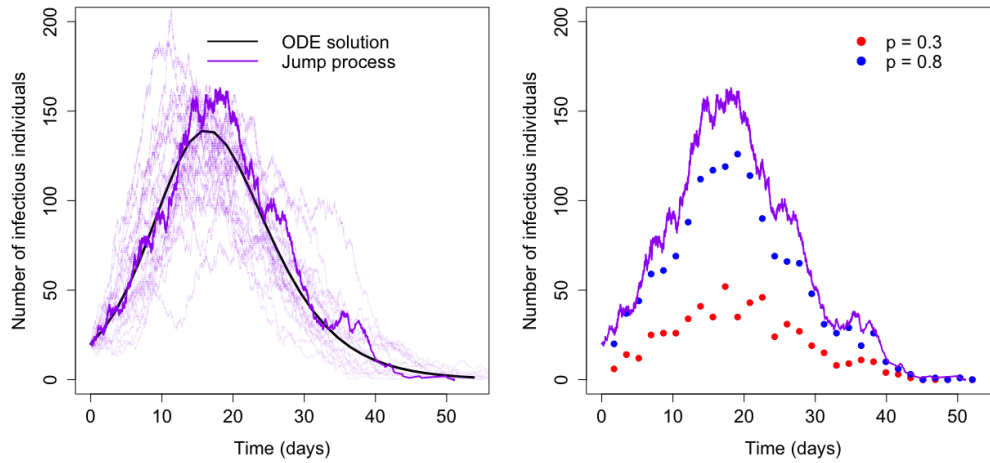 ODE solution
Jump process
Number of infectious individuals
200
150
100
50
0
0 10 20 30 40 50
Time (days)
p = 0.3
p = 0.8
Number of infectious individuals
200
150
100
50
0
0 10 20 30 40 50
Time (days)